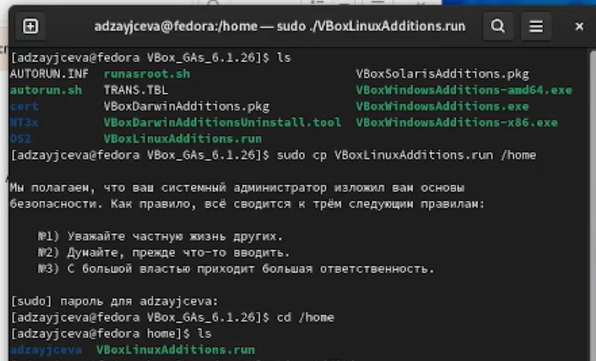 adzayjceva@fedora:/home — sudo ./VBoxLinuxAdditions.run
[adzayjceva@fedora VBox_GAs_6.1.26]$ ls
AUTORUN.INF runasroot.sh VBoxSolarisAdditions.pkg
autorun.sh TRANS.TBL VBoxWindowsAdditions-amd64.exe
cert VBoxDarwinAdditions.pkg VBoxWindowsAdditions.exe
NT3x VBoxDarwinAdditionsUninstall.tool VBoxWindowsAdditions-x86.exe
OS2 VBoxLinuxAdditions.run
[adzayjceva@fedora VBox_GAs_6.1.26]$ sudo cp VBoxLinuxAdditions.run /home
Мы полагаем, что ваш системный администратор изложил вам основы
безопасности. Как правило, всё сводится к трём следующим правилам:
№1) Уважайте частную жизнь других.
№2) Думайте, прежде что-то вводить.
№3) С большой властью приходит большая ответственность.
[sudo] пароль для adzayjceva:
[adzayjceva@fedora VBox_GAs_6.1.26]$ cd /home
[adzayjceva@fedora home]$ ls
adzayjceva VBoxLinuxAdditions.run